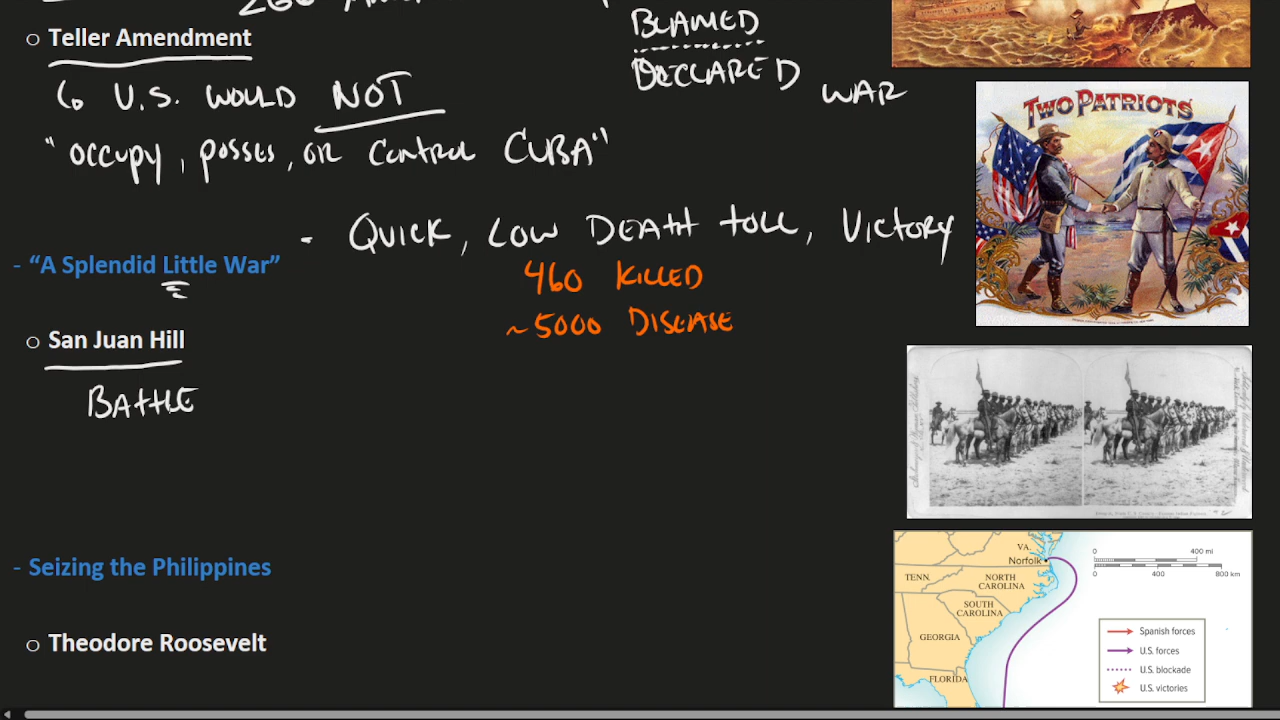 BLAMED
○ Teller Amendment
DECLARED WAR
↳ U.S. WOULD NOT
"OCCUPY, POSSES, OR CONTROL CUBA"
- QUICK, LOW DEATH TOLL, VICTORY
- "A Splendid Little War"
460 KILLED
~5000 DISEASE
○ San Juan Hill
BATTLE
- Seizing the Philippines
○ Theodore Roosevelt
TWO PATRIOTS
VA.
Norfolk
TENN.
NORTH
CAROLINA
SOUTH
CAROLINA
GEORGIA
FLORIDA
0 400 mi
0 400 800 km
Spanish forces
U.S. forces
U.S. blockade
U.S. victories